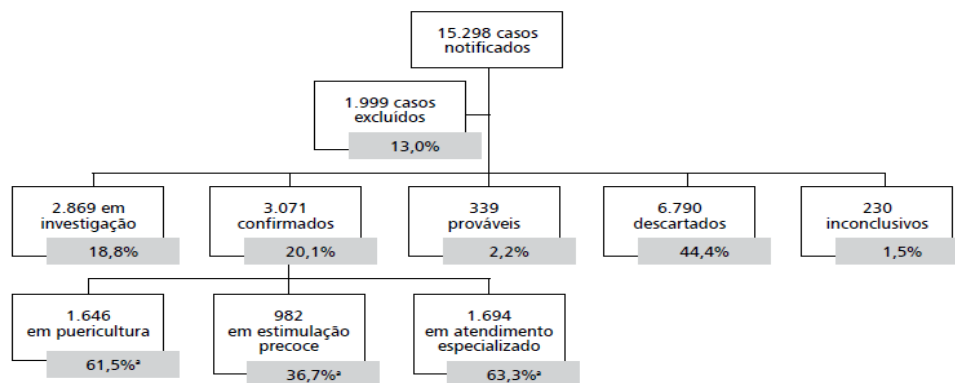 15.298 casos
notificados
1.999 casos
excluídos
13,0%
2.869 em
investigação
18,8%
3.071
confirmados
20,1%
339
prováveis
2,2%
6.790
descartados
44,4%
230
inconclusivos
1,5%
1.646
em puericultura
61,5%ª
982
em estimulação
precoce
36,7%ª
1.694
em atendimento
especializado
63,3%ª